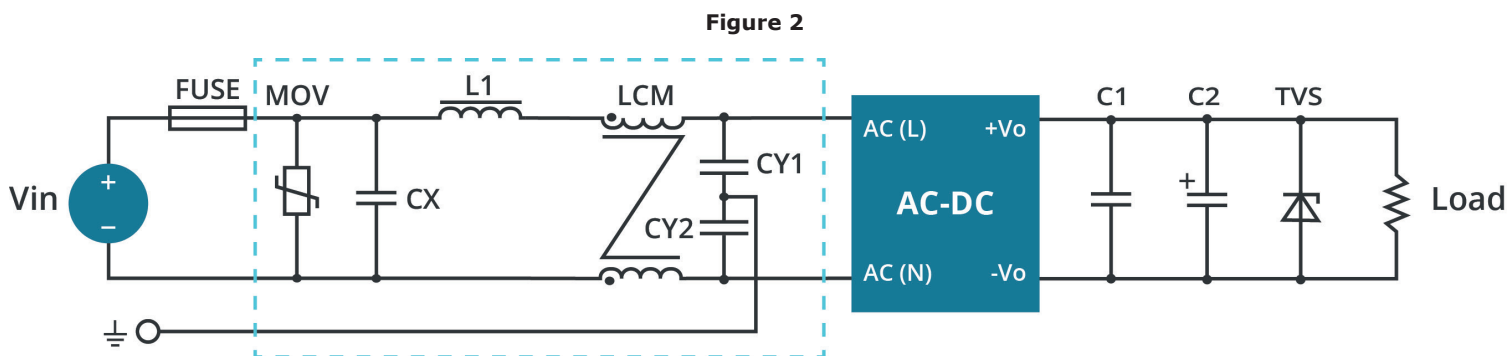 Figure 2
FUSE
MOV
L1
LCM
C1
C2
TVS
AC (L)
+Vo
CY1
+
Vin
−
CX
AC-DC
+
Load
CY2
AC (N)
-Vo